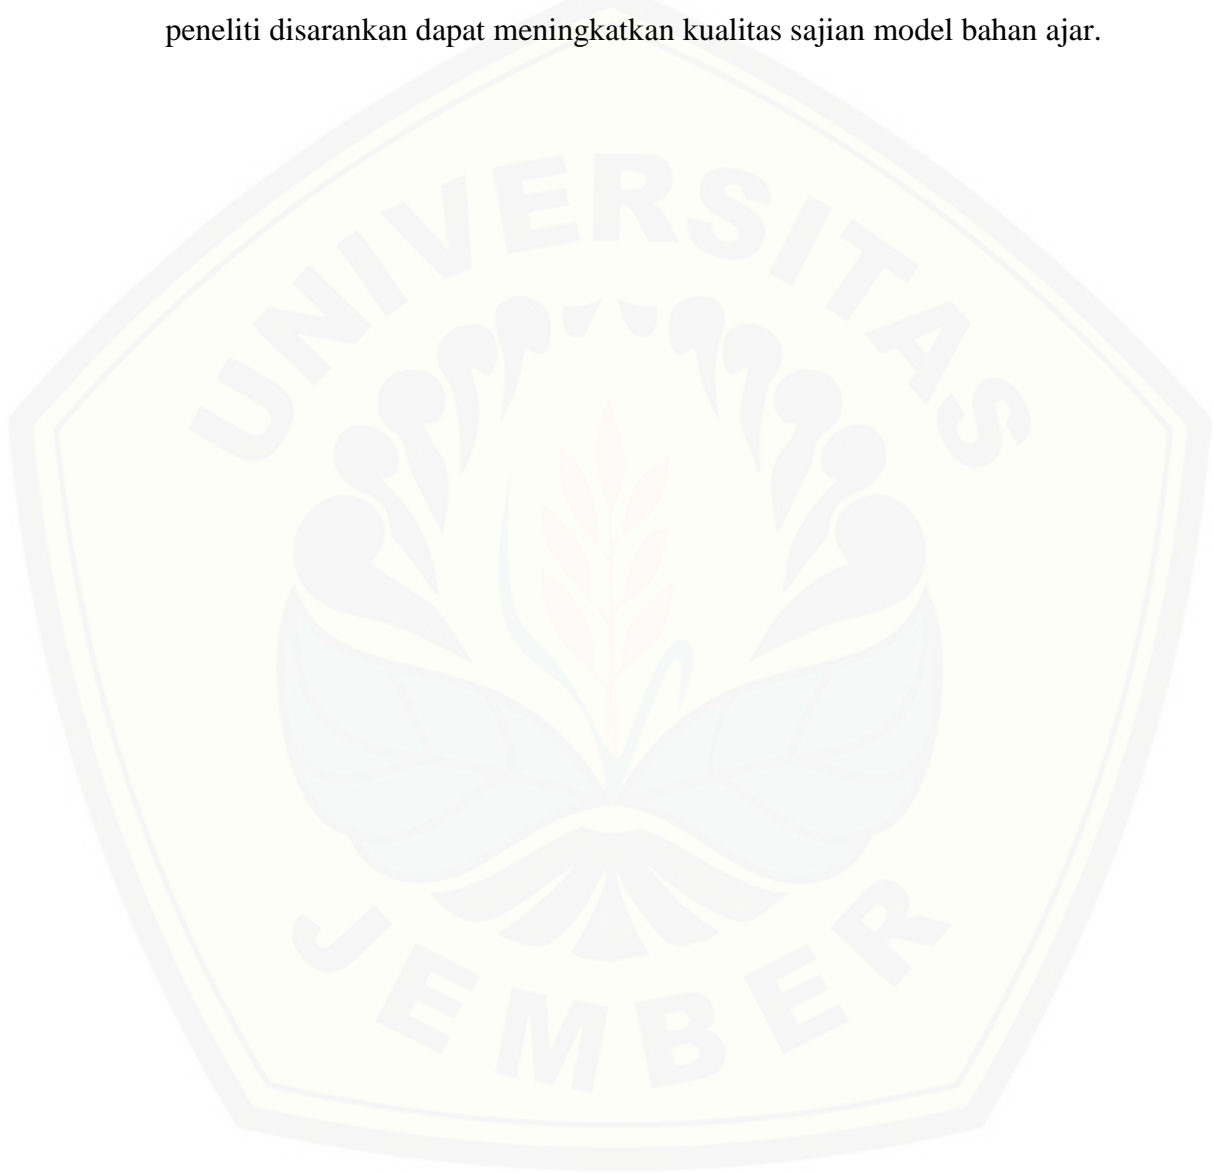 peneliti disarankan dapat meningkatkan kualitas sajian model bahan ajar.
UNIVERSITAS
JEMBER